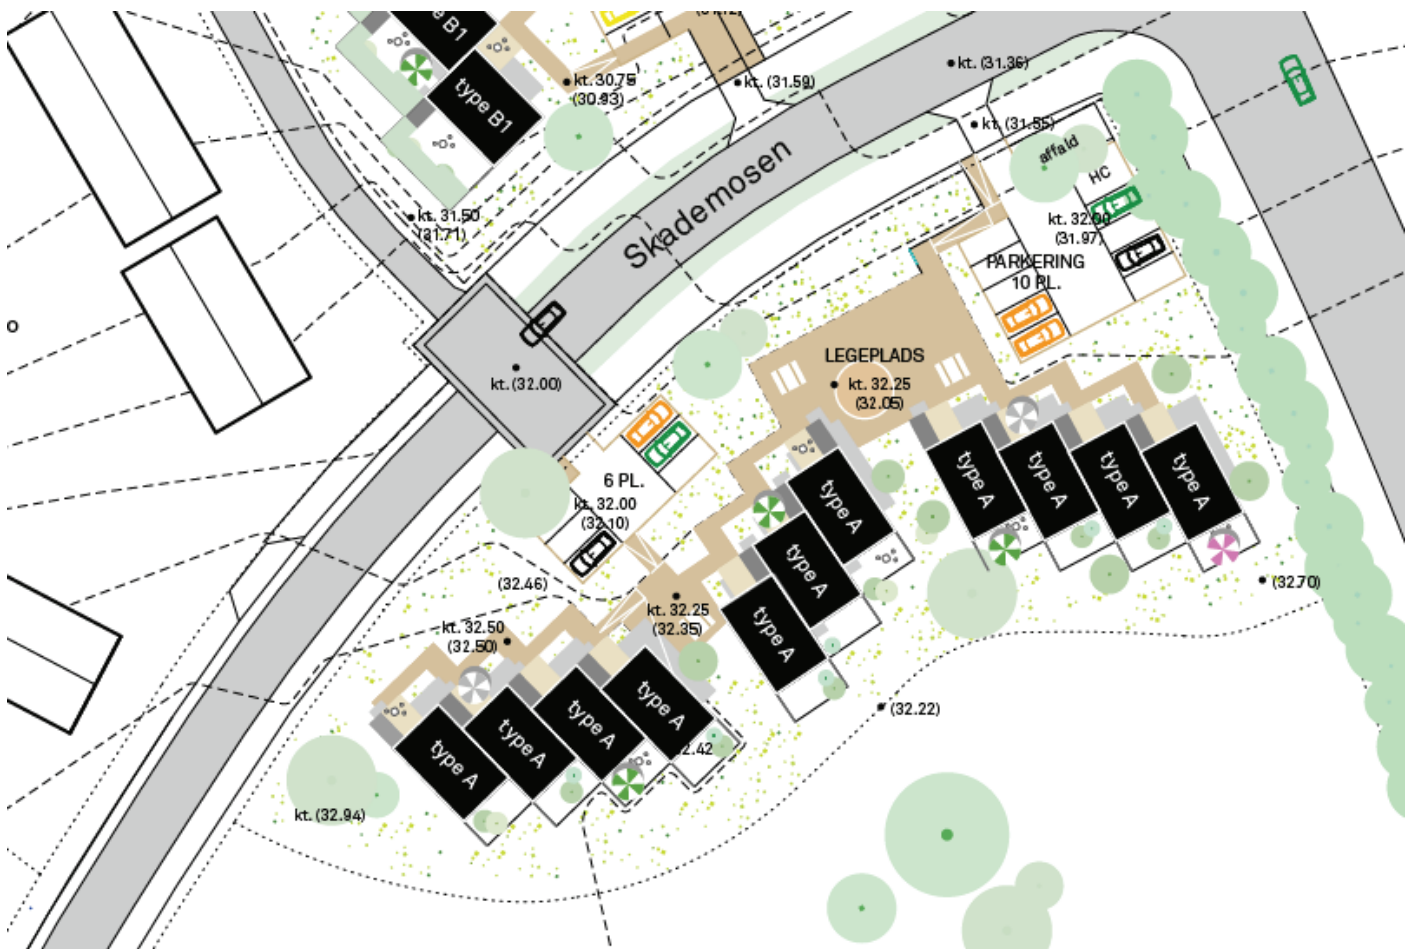 type B1
kt. 30.75
(30.93)
kt. (31.59)
kt. (31.36)
kt. (31.55)
affald
HC
type B1
Skademosen
kt. 31.50
(31.71)
kt. 32.00
(31.97)
PARKERING
10 PL.
o
kt. (32.00)
LEGEPLADS
kt. 32.25
(32.05)
6 PL.
kt. 32.00
(32.10)
type A
type A
type A
type A
type A
type A
type A
(32.46)
(32.70)
kt. 32.25
(32.35)
kt. 32.50
(32.50)
type A
type A
type A
type A
(32.22)
2.42
kt. (32.94)